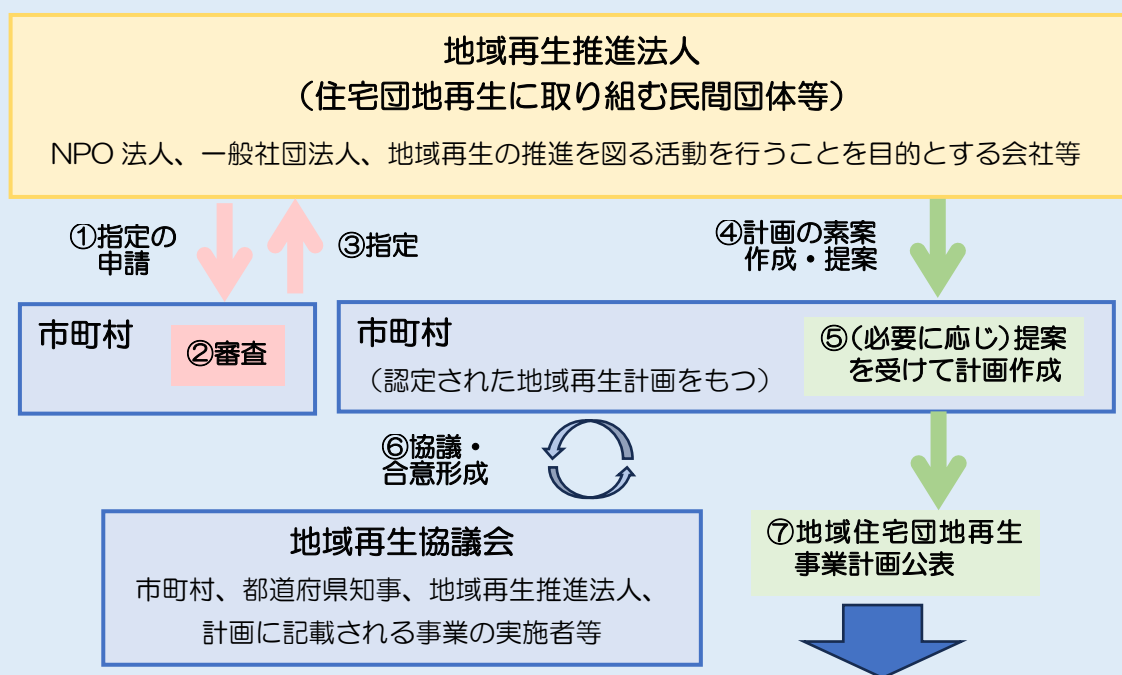 地域再生推進法人
（住宅団地再生に取り組む民間団体等）
NPO 法人、一般社団法人、地域再生の推進を図る活動を行うことを目的とする会社等
①指定の
申請
③指定
④計画の素案
作成・提案
市町村
②審査
市町村
（認定された地域再生計画をもつ）
⑤（必要に応じ）提案
を受けて計画作成
⑥協議・
合意形成
地域再生協議会
市町村、都道府県知事、地域再生推進法人、
計画に記載される事業の実施者等
⑦地域住宅団地再生
事業計画公表